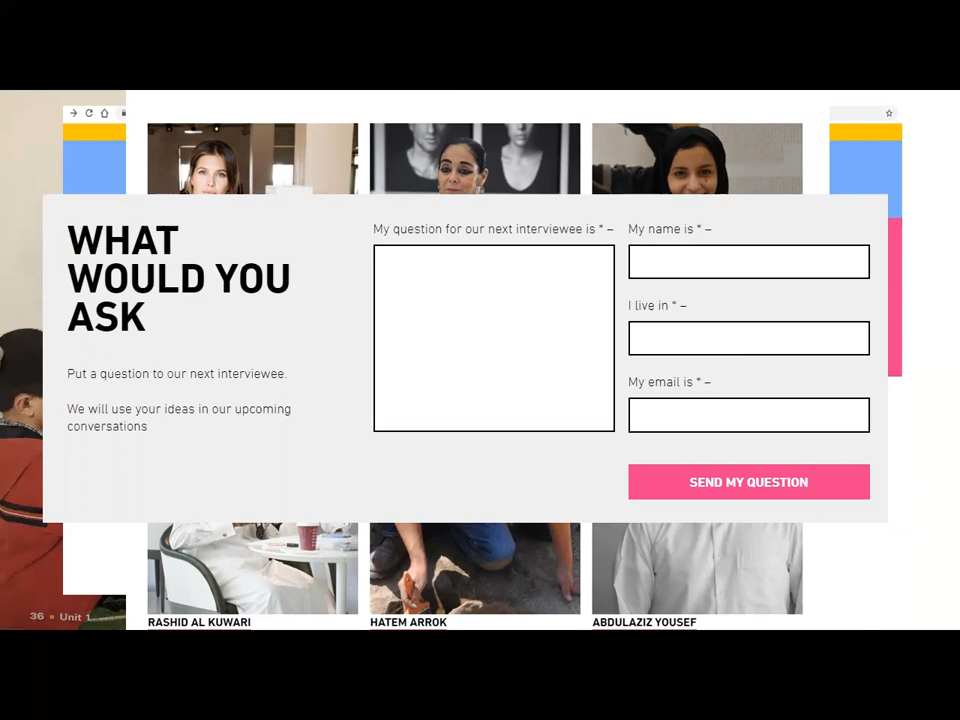 WHAT
WOULD YOU
ASK
Put a question to our next interviewee.
We will use your ideas in our upcoming
conversations
My question for our next interviewee is * –
My name is * –
I live in * –
My email is * –
SEND MY QUESTION
RASHID AL KUWARI
HATEM ARROK
ABDULAZIZ YOUSEF
36 Unit 1